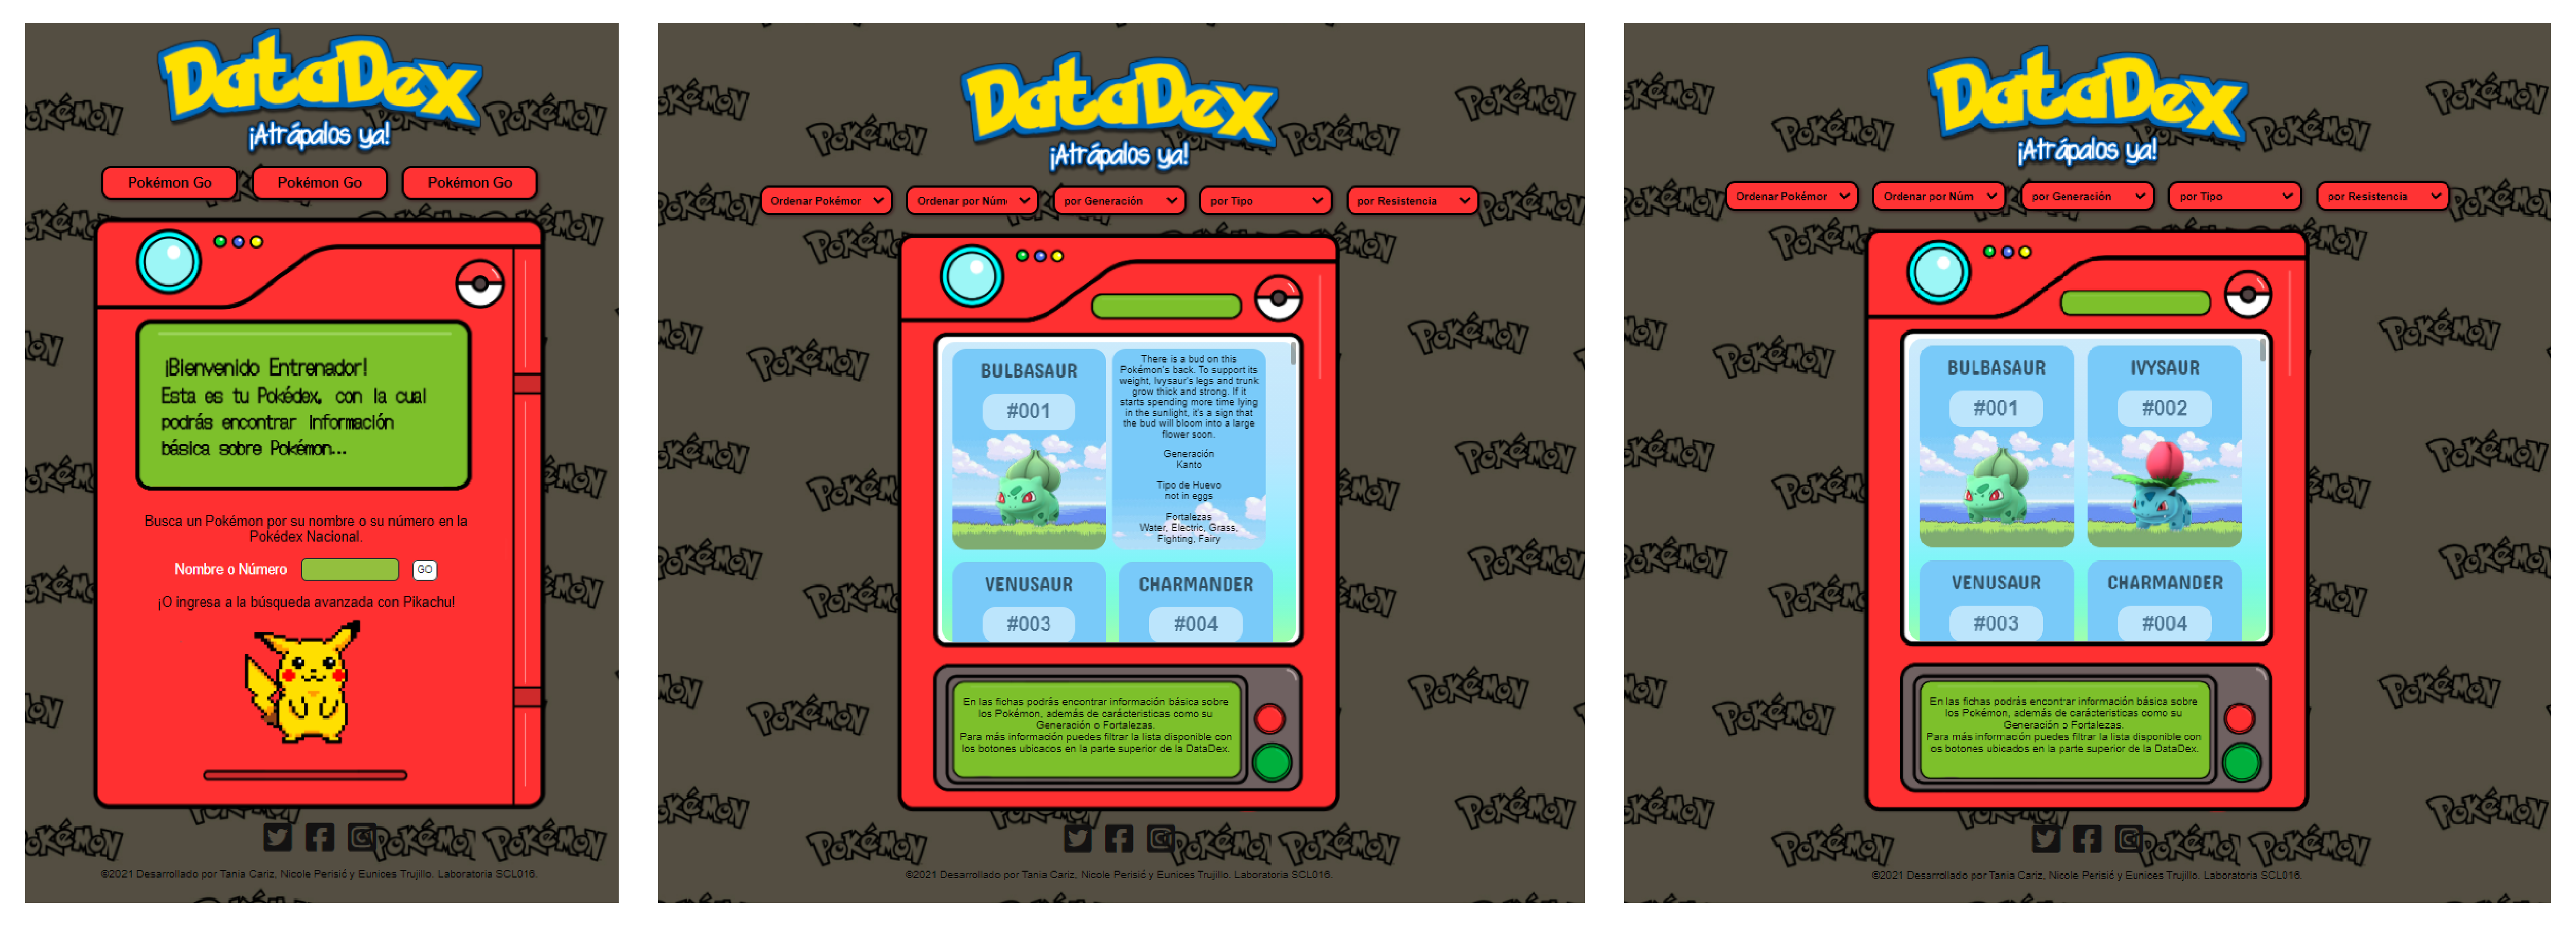 DataDex
¡Atrápalos ya!
Pokémon Go
Pokémon Go
Pokémon Go
¡Bienvenido Entrenador!
Esta es tu Pokédex, con la cual
podrás encontrar información
básica sobre Pokémon...
Busca un Pokémon por su nombre o su número en la
Pokédex Nacional.
Nombre o Número
GO
¡O ingresa a la búsqueda avanzada con Pikachu!
©2021 Desarrollado por Tania Cariz, Nicole Perisió y Eunices Trujillo. Laboratoria SCL016.
DataDex
¡Atrápalos ya!
Ordenar Pokémor
Ordenar por Núm
por Generación
por Tipo
por Resistencia
BULBASAUR
#001
There is a bud on this
Pokémon's back. To support its
weight, Ivysaur's legs and trunk
grow thick and strong. If it
starts spending more time lying
in the sunlight, it's a sign that
the bud will bloom into a large
flower soon.
Generación
Kanto
Tipo de Huevo
not in eggs
Fortalezas
Water, Electric, Grass,
Fighting, Fairy
VENUSAUR
#003
CHARMANDER
#004
En las fichas podrás encontrar información básica sobre
los Pokémon, además de carácteristicas como su
Generación o Fortalezas.
Para más información puedes filtrar la lista disponible con
los botones ubicados en la parte superior de la DataDex.
©2021 Desarrollado por Tania Cariz, Nicole Perisió y Eunices Trujillo. Laboratoria SCL016.
DataDex
¡Atrápalos ya!
Ordenar Pokémor
Ordenar por Núm
por Generación
por Tipo
por Resistencia
BULBASAUR
#001
IVYSAUR
#002
VENUSAUR
#003
CHARMANDER
#004
En las fichas podrás encontrar información básica sobre
los Pokémon, además de carácteristicas como su
Generación o Fortalezas.
Para más información puedes filtrar la lista disponible con
los botones ubicados en la parte superior de la DataDex.
©2021 Desarrollado por Tania Cariz, Nicole Perisió y Eunices Trujillo. Laboratoria SCL016.